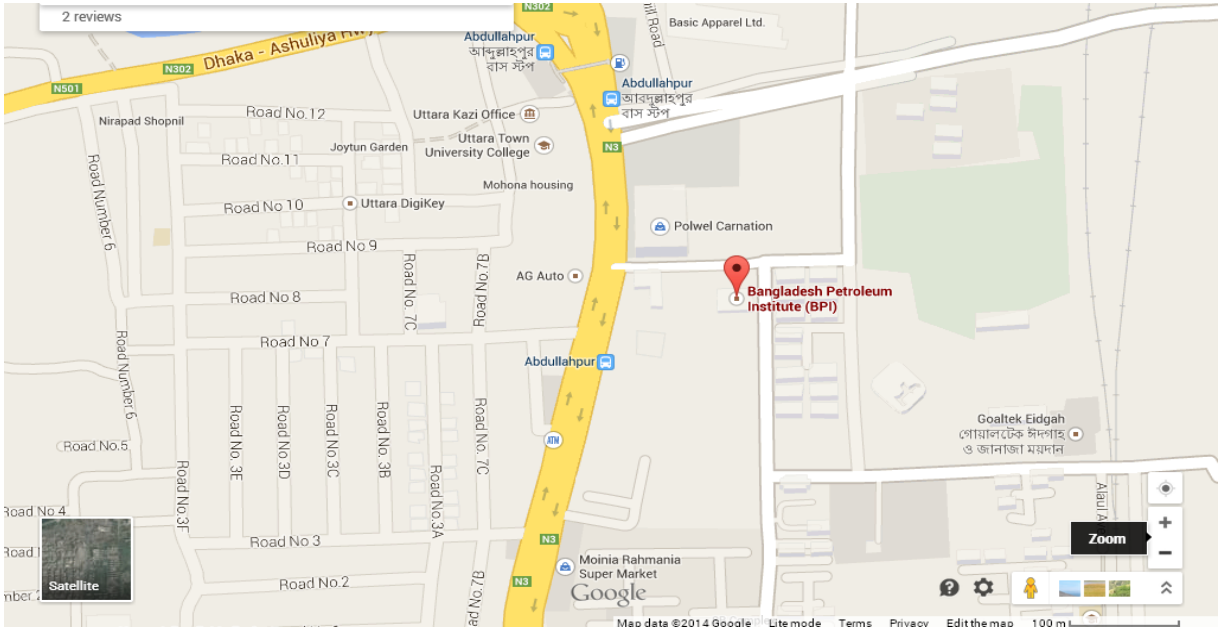 2 reviews
N302
Basic Apparel Ltd.
Abdullahpur
আব্দুল্লাহপুর
বাস স্টপ
Dhaka - Ashuliya Hwy
N302
N501
Abdullahpur
আবদুল্লাহপুর
বাস স্টপ
Road No.12
Nirapad Shopnil
Uttara Kazi Office
Joytun Garden
Uttara Town
University College
N3
Road No.11
Mohona housing
Road Number 6
Road No 10
Uttara DigiKey
Polwel Carnation
Road No 9
Road No. 7C
Road No.7B
AG Auto
Bangladesh Petroleum
Institute (BPI)
Road No 8
Road No 7
Abdullahpur
Road Number 6
Road No. 3E
Road No. 3D
Road No. 3C
Road No. 3B
Road No. 7C
ATM
Goaltek Eidgah
গোয়ালটেক ঈদগাহ
ও জানাজা ময়দান
Road No.5
Road No.3F
Road No.3A
Road No 4
Road No 3
N3
Zoom
Moinia Rahmania
Super Market
Road No.2
Road No.7B
N3
Satellite
Google
Map data ©2014 Google Lite mode Terms Privacy Edit the map 100 m